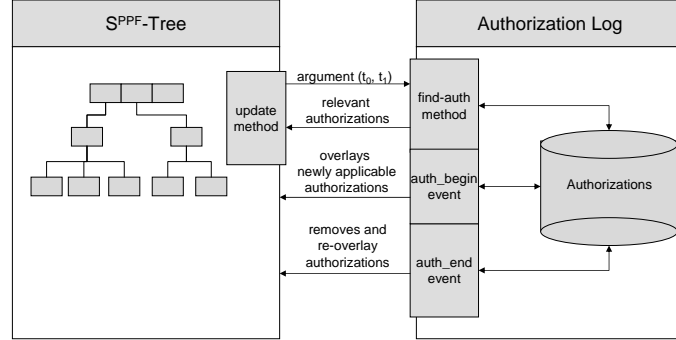 SPPF-Tree
Authorization Log
update
method
argument (t0, t1)
relevant
authorizations
find-auth
method
overlays
newly applicable
authorizations
auth_begin
event
Authorizations
removes and
re-overlay
authorizations
auth_end
event